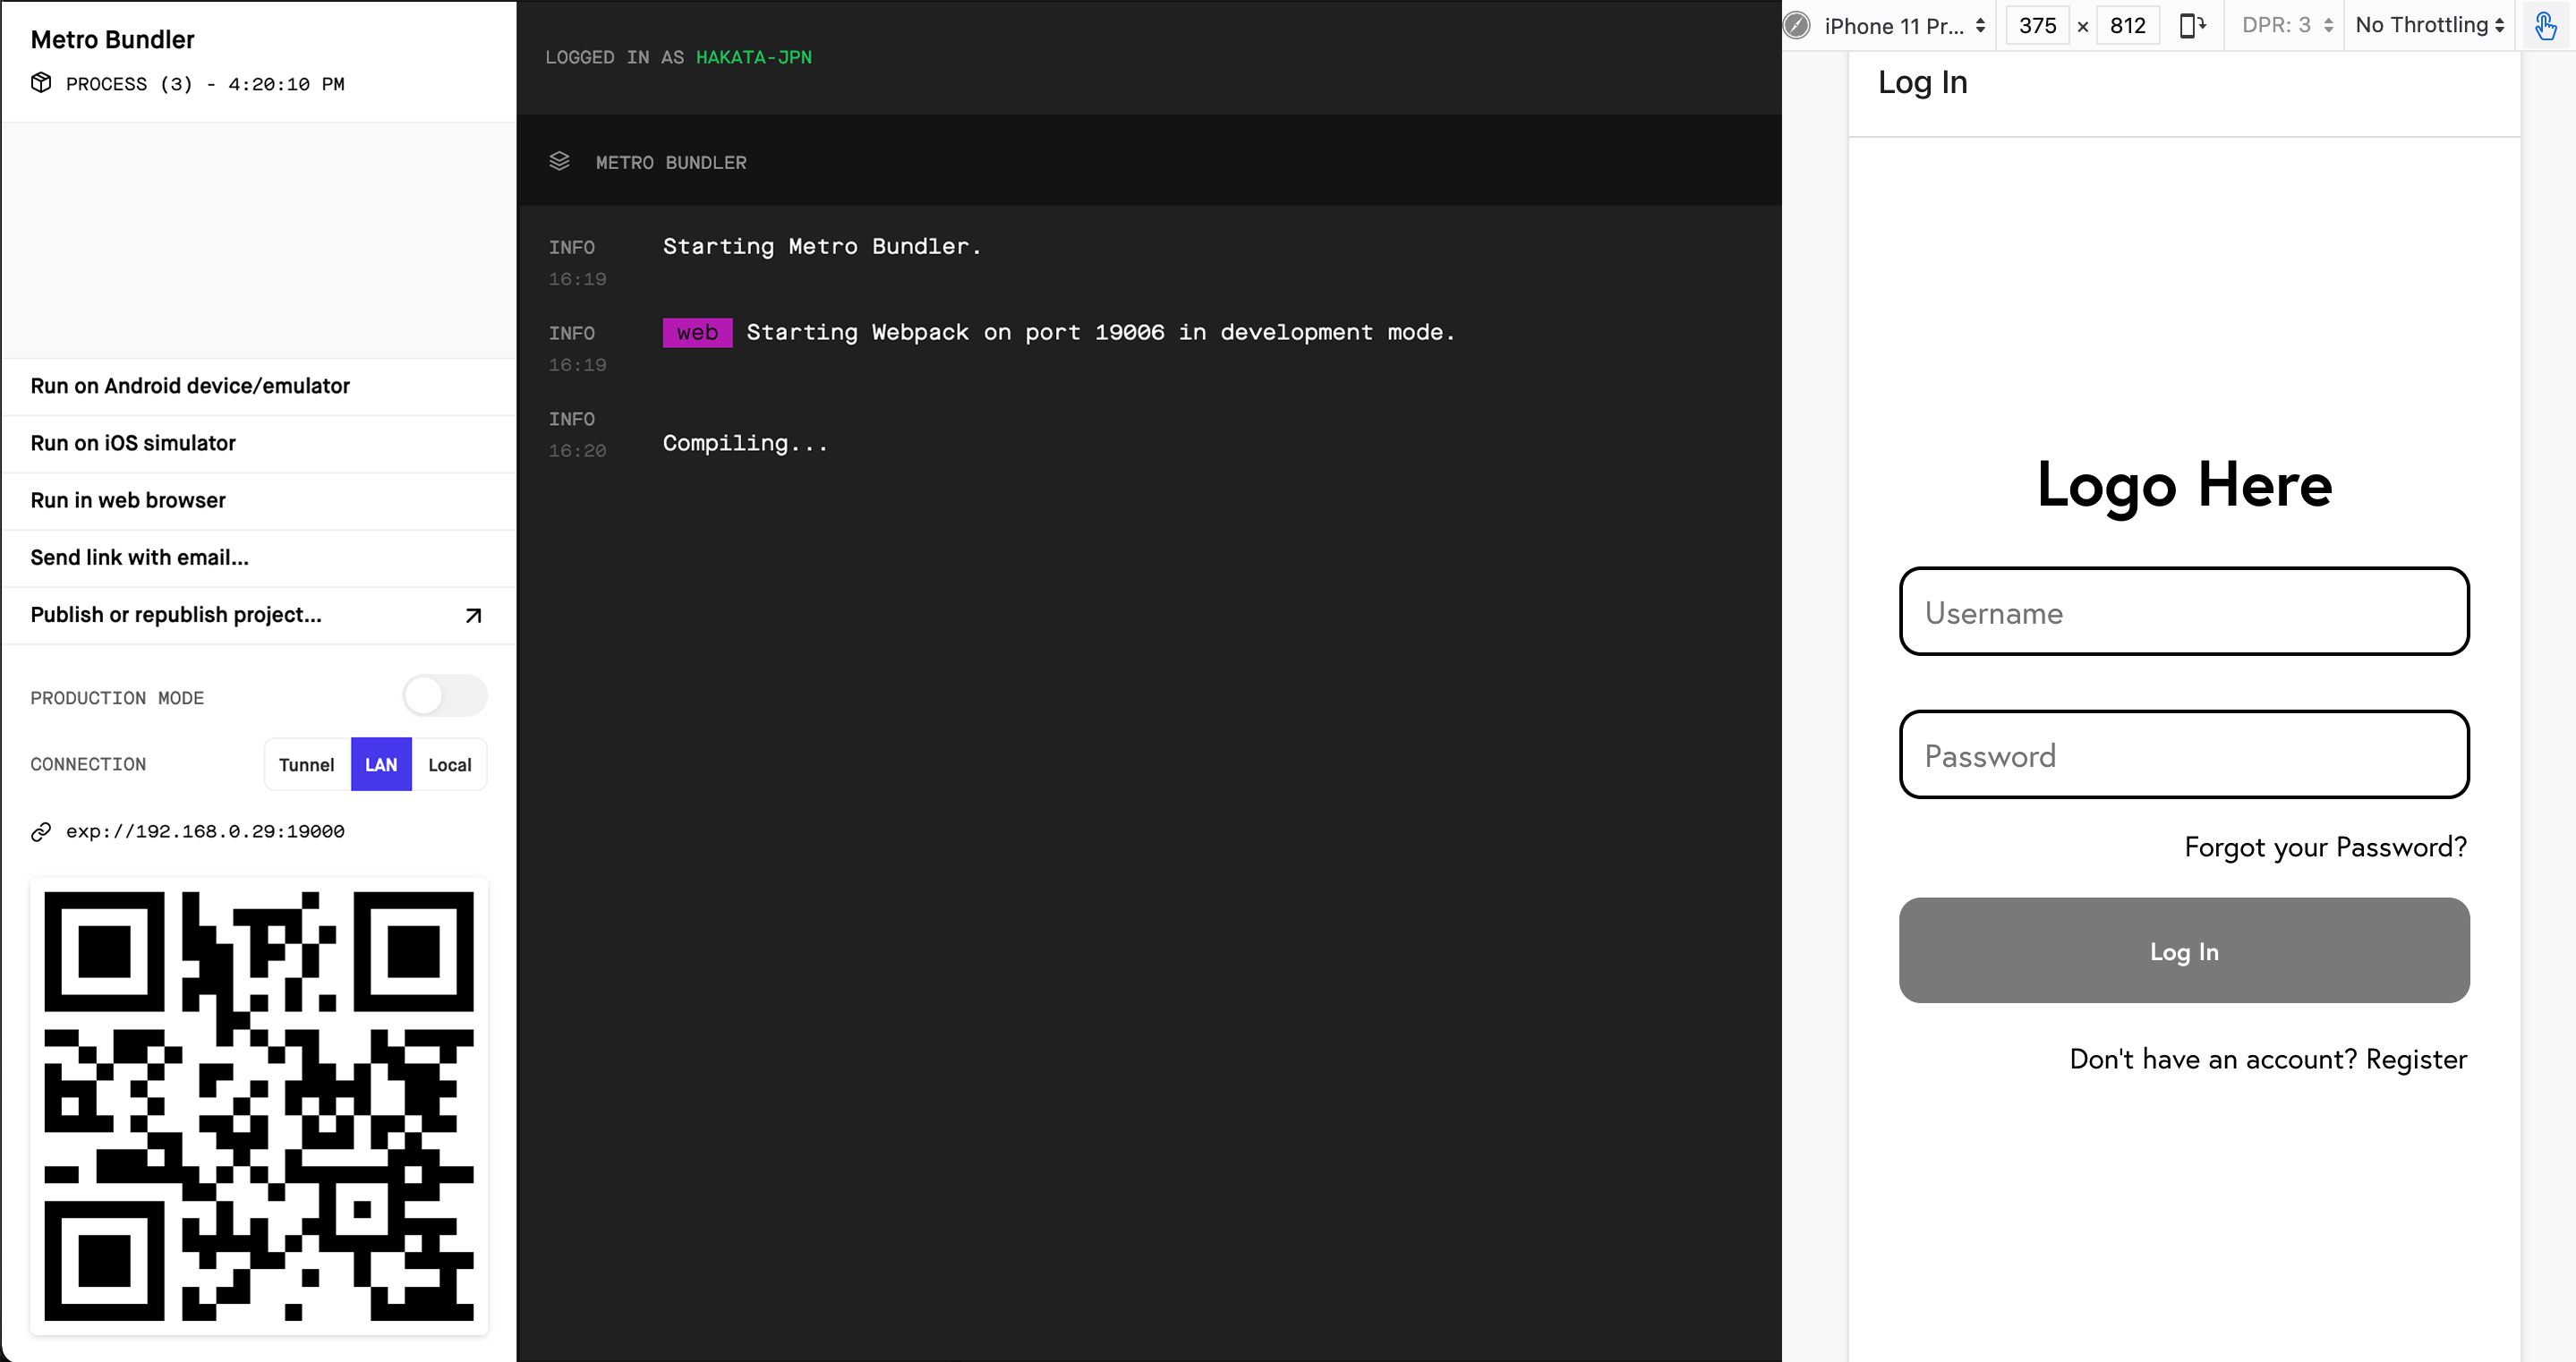 Metro Bundler
PROCESS (3) - 4:20:10 PM
Run on Android device/emulator
Run on iOS simulator
Run in web browser
Send link with email...
Publish or republish project...
PRODUCTION MODE
CONNECTION Tunnel LAN Local
exp://192.168.0.29:19000
LOGGED IN AS HAKATA-JPN
METRO BUNDLER
INFO Starting Metro Bundler.
16:19
INFO web Starting Webpack on port 19006 in development mode.
16:19
INFO
16:20 Compiling...
iPhone 11 Pr... 375 × 812 DPR: 3 No Throttling
Log In
Logo Here
Username
Password
Forgot your Password?
Log In
Don't have an account? Register